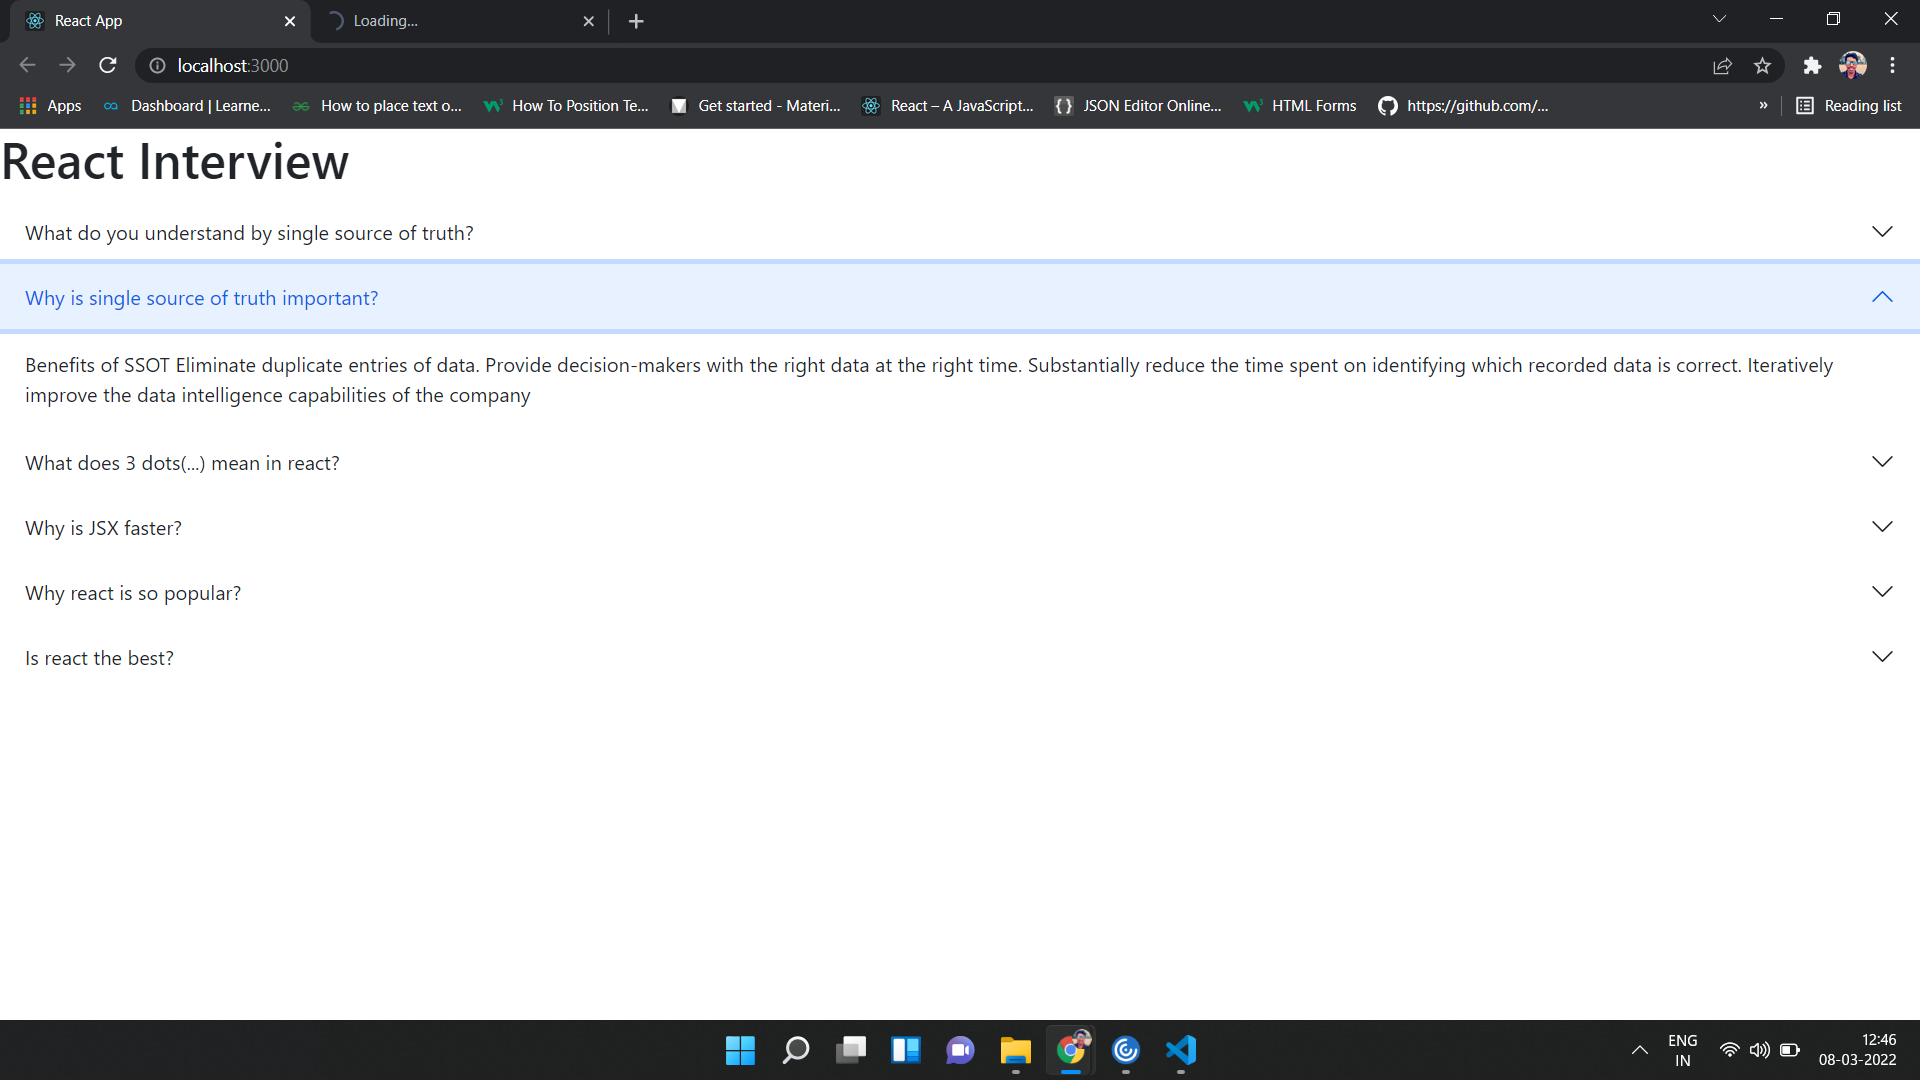 React App
Loading...
localhost:3000
Apps
Dashboard | Learne...
How to place text o...
How To Position Te...
Get started - Materi...
React – A JavaScript...
JSON Editor Online...
HTML Forms
https://github.com/...
»
Reading list
React Interview
What do you understand by single source of truth?
Why is single source of truth important?
Benefits of SSOT Eliminate duplicate entries of data. Provide decision-makers with the right data at the right time. Substantially reduce the time spent on identifying which recorded data is correct. Iteratively
improve the data intelligence capabilities of the company
What does 3 dots(...) mean in react?
Why is JSX faster?
Why react is so popular?
Is react the best?
ENG
IN
12:46
08-03-2022